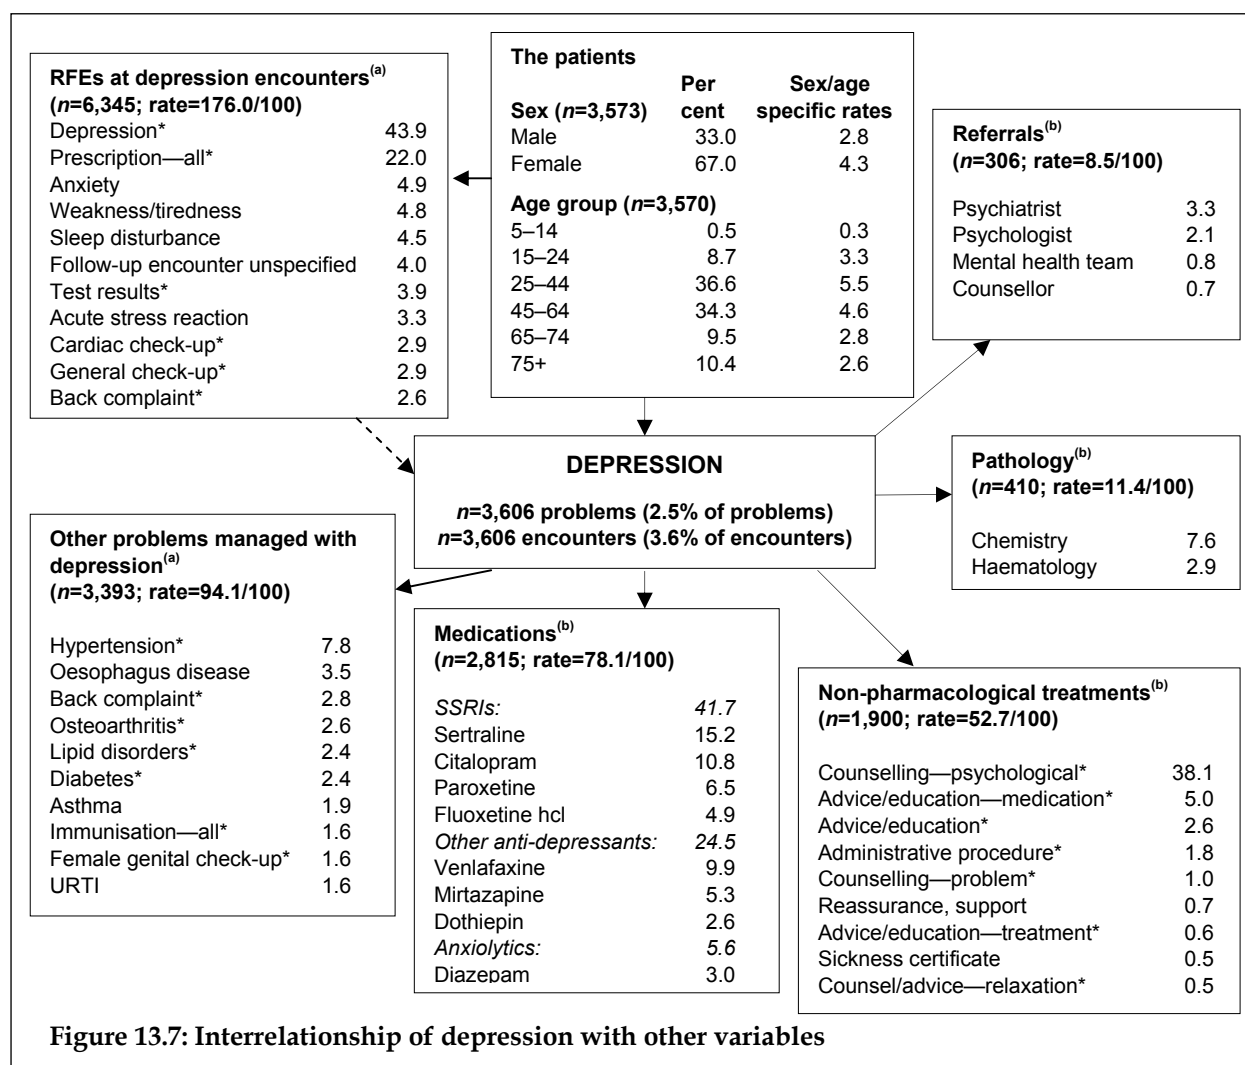 RFEs at depression encounters(a)
(n=6,345; rate=176.0/100)
Depression* 43.9
Prescription—all* 22.0
Anxiety 4.9
Weakness/tiredness 4.8
Sleep disturbance 4.5
Follow-up encounter unspecified 4.0
Test results* 3.9
Acute stress reaction 3.3
Cardiac check-up* 2.9
General check-up* 2.9
Back complaint* 2.6
The patients
Per Sex/age
Sex (n=3,573) cent specific rates
Male 33.0 2.8
Female 67.0 4.3
Age group (n=3,570)
5–14 0.5 0.3
15–24 8.7 3.3
25–44 36.6 5.5
45–64 34.3 4.6
65–74 9.5 2.8
75+ 10.4 2.6
Referrals(b)
(n=306; rate=8.5/100)
Psychiatrist 3.3
Psychologist 2.1
Mental health team 0.8
Counsellor 0.7
DEPRESSION
n=3,606 problems (2.5% of problems)
n=3,606 encounters (3.6% of encounters)
Pathology(b)
(n=410; rate=11.4/100)
Chemistry 7.6
Haematology 2.9
Other problems managed with
depression(a)
(n=3,393; rate=94.1/100)
Hypertension* 7.8
Oesophagus disease 3.5
Back complaint* 2.8
Osteoarthritis* 2.6
Lipid disorders* 2.4
Diabetes* 2.4
Asthma 1.9
Immunisation—all* 1.6
Female genital check-up* 1.6
URTI 1.6
Medications(b)
(n=2,815; rate=78.1/100)
SSRIs: 41.7
Sertraline 15.2
Citalopram 10.8
Paroxetine 6.5
Fluoxetine hcl 4.9
Other anti-depressants: 24.5
Venlafaxine 9.9
Mirtazapine 5.3
Dothiepin 2.6
Anxiolytics: 5.6
Diazepam 3.0
Non-pharmacological treatments(b)
(n=1,900; rate=52.7/100)
Counselling—psychological* 38.1
Advice/education—medication* 5.0
Advice/education* 2.6
Administrative procedure* 1.8
Counselling—problem* 1.0
Reassurance, support 0.7
Advice/education—treatment* 0.6
Sickness certificate 0.5
Counsel/advice—relaxation* 0.5
Figure 13.7: Interrelationship of depression with other variables